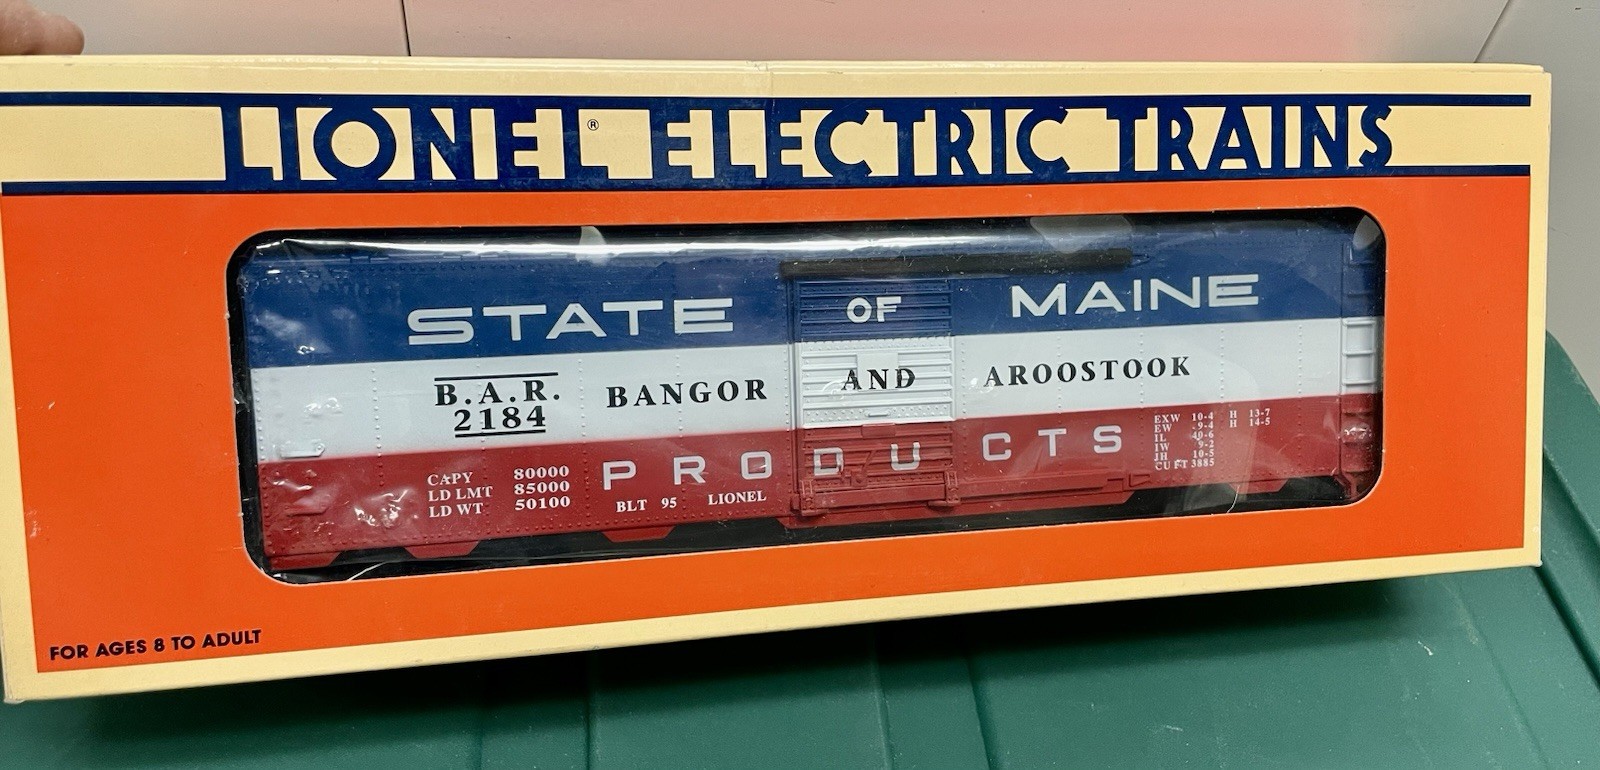 LIONEL® ELECTRIC TRAINS
STATE OF MAINE
B.A.R. BANGOR AND AROOSTOOK
2184
PRODUCTS
CAPY 80000
LD LMT 85000
LD WT 50100
BLT 95 LIONEL
EXW 10-4 H 13-7
EW 9-4 H 14-5
IL 40-6
IW 9-2
JH 10-5
CU FT 3885
FOR AGES 8 TO ADULT